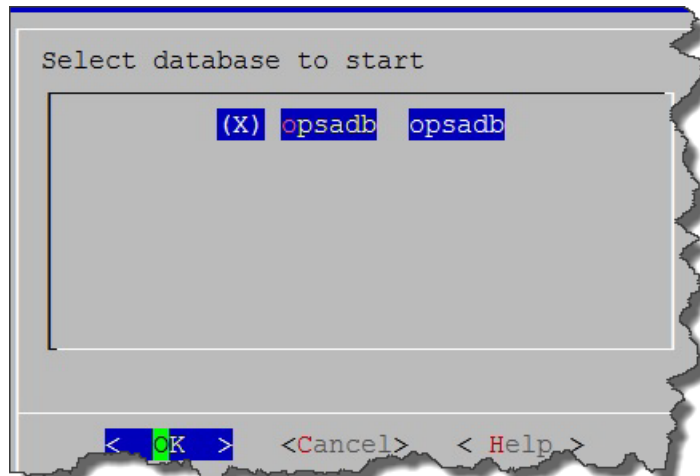 Select database to start
(X) opsadb opsadb
< OK > <Cancel> < Help >